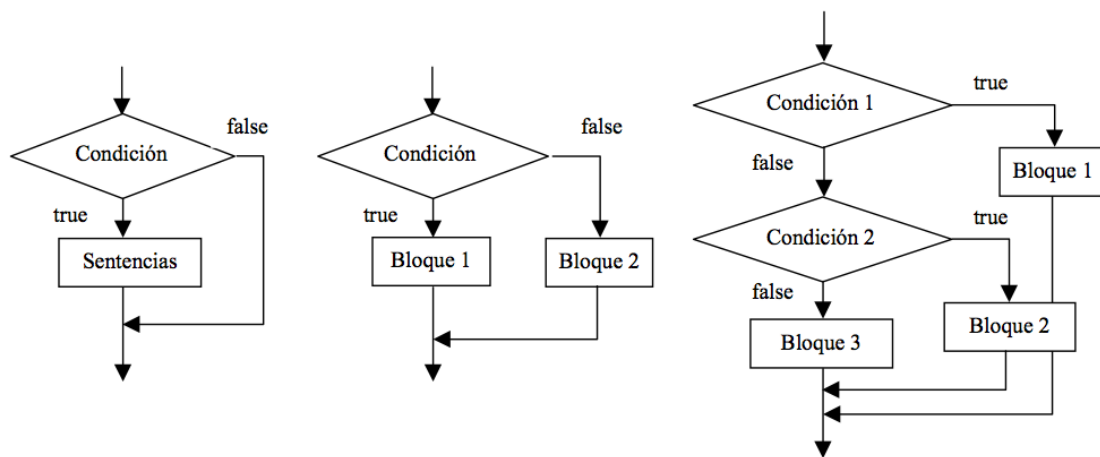 Condición
false
true
Sentencias
Condición
false
true
Bloque 1
Bloque 2
Condición 1
true
Bloque 1
false
Condición 2
true
false
Bloque 2
Bloque 3